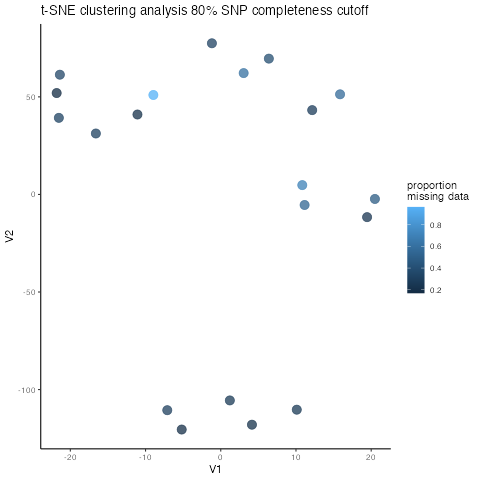 t-SNE clustering analysis 80% SNP completeness cutoff
50
0
-50
-100
V2
-20
-10
0
10
20
V1
proportion
missing data
0.8
0.6
0.4
0.2